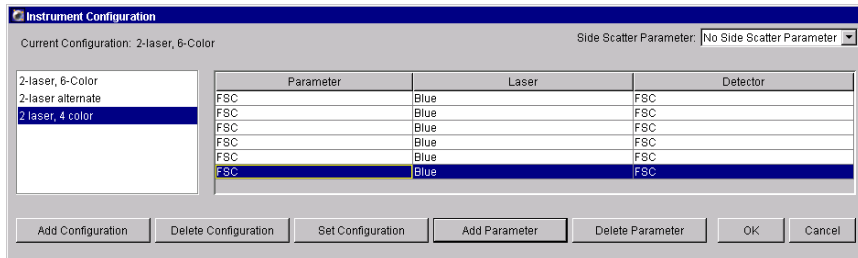 Instrument Configuration
Current Configuration: 2-laser, 6-Color
Side Scatter Parameter: No Side Scatter Parameter
2-laser, 6-Color
2-laser alternate
2 laser, 4 color
Parameter Laser Detector
FSC Blue FSC
FSC Blue FSC
FSC Blue FSC
FSC Blue FSC
FSC Blue FSC
FSC Blue FSC
Add Configuration Delete Configuration Set Configuration Add Parameter Delete Parameter OK Cancel